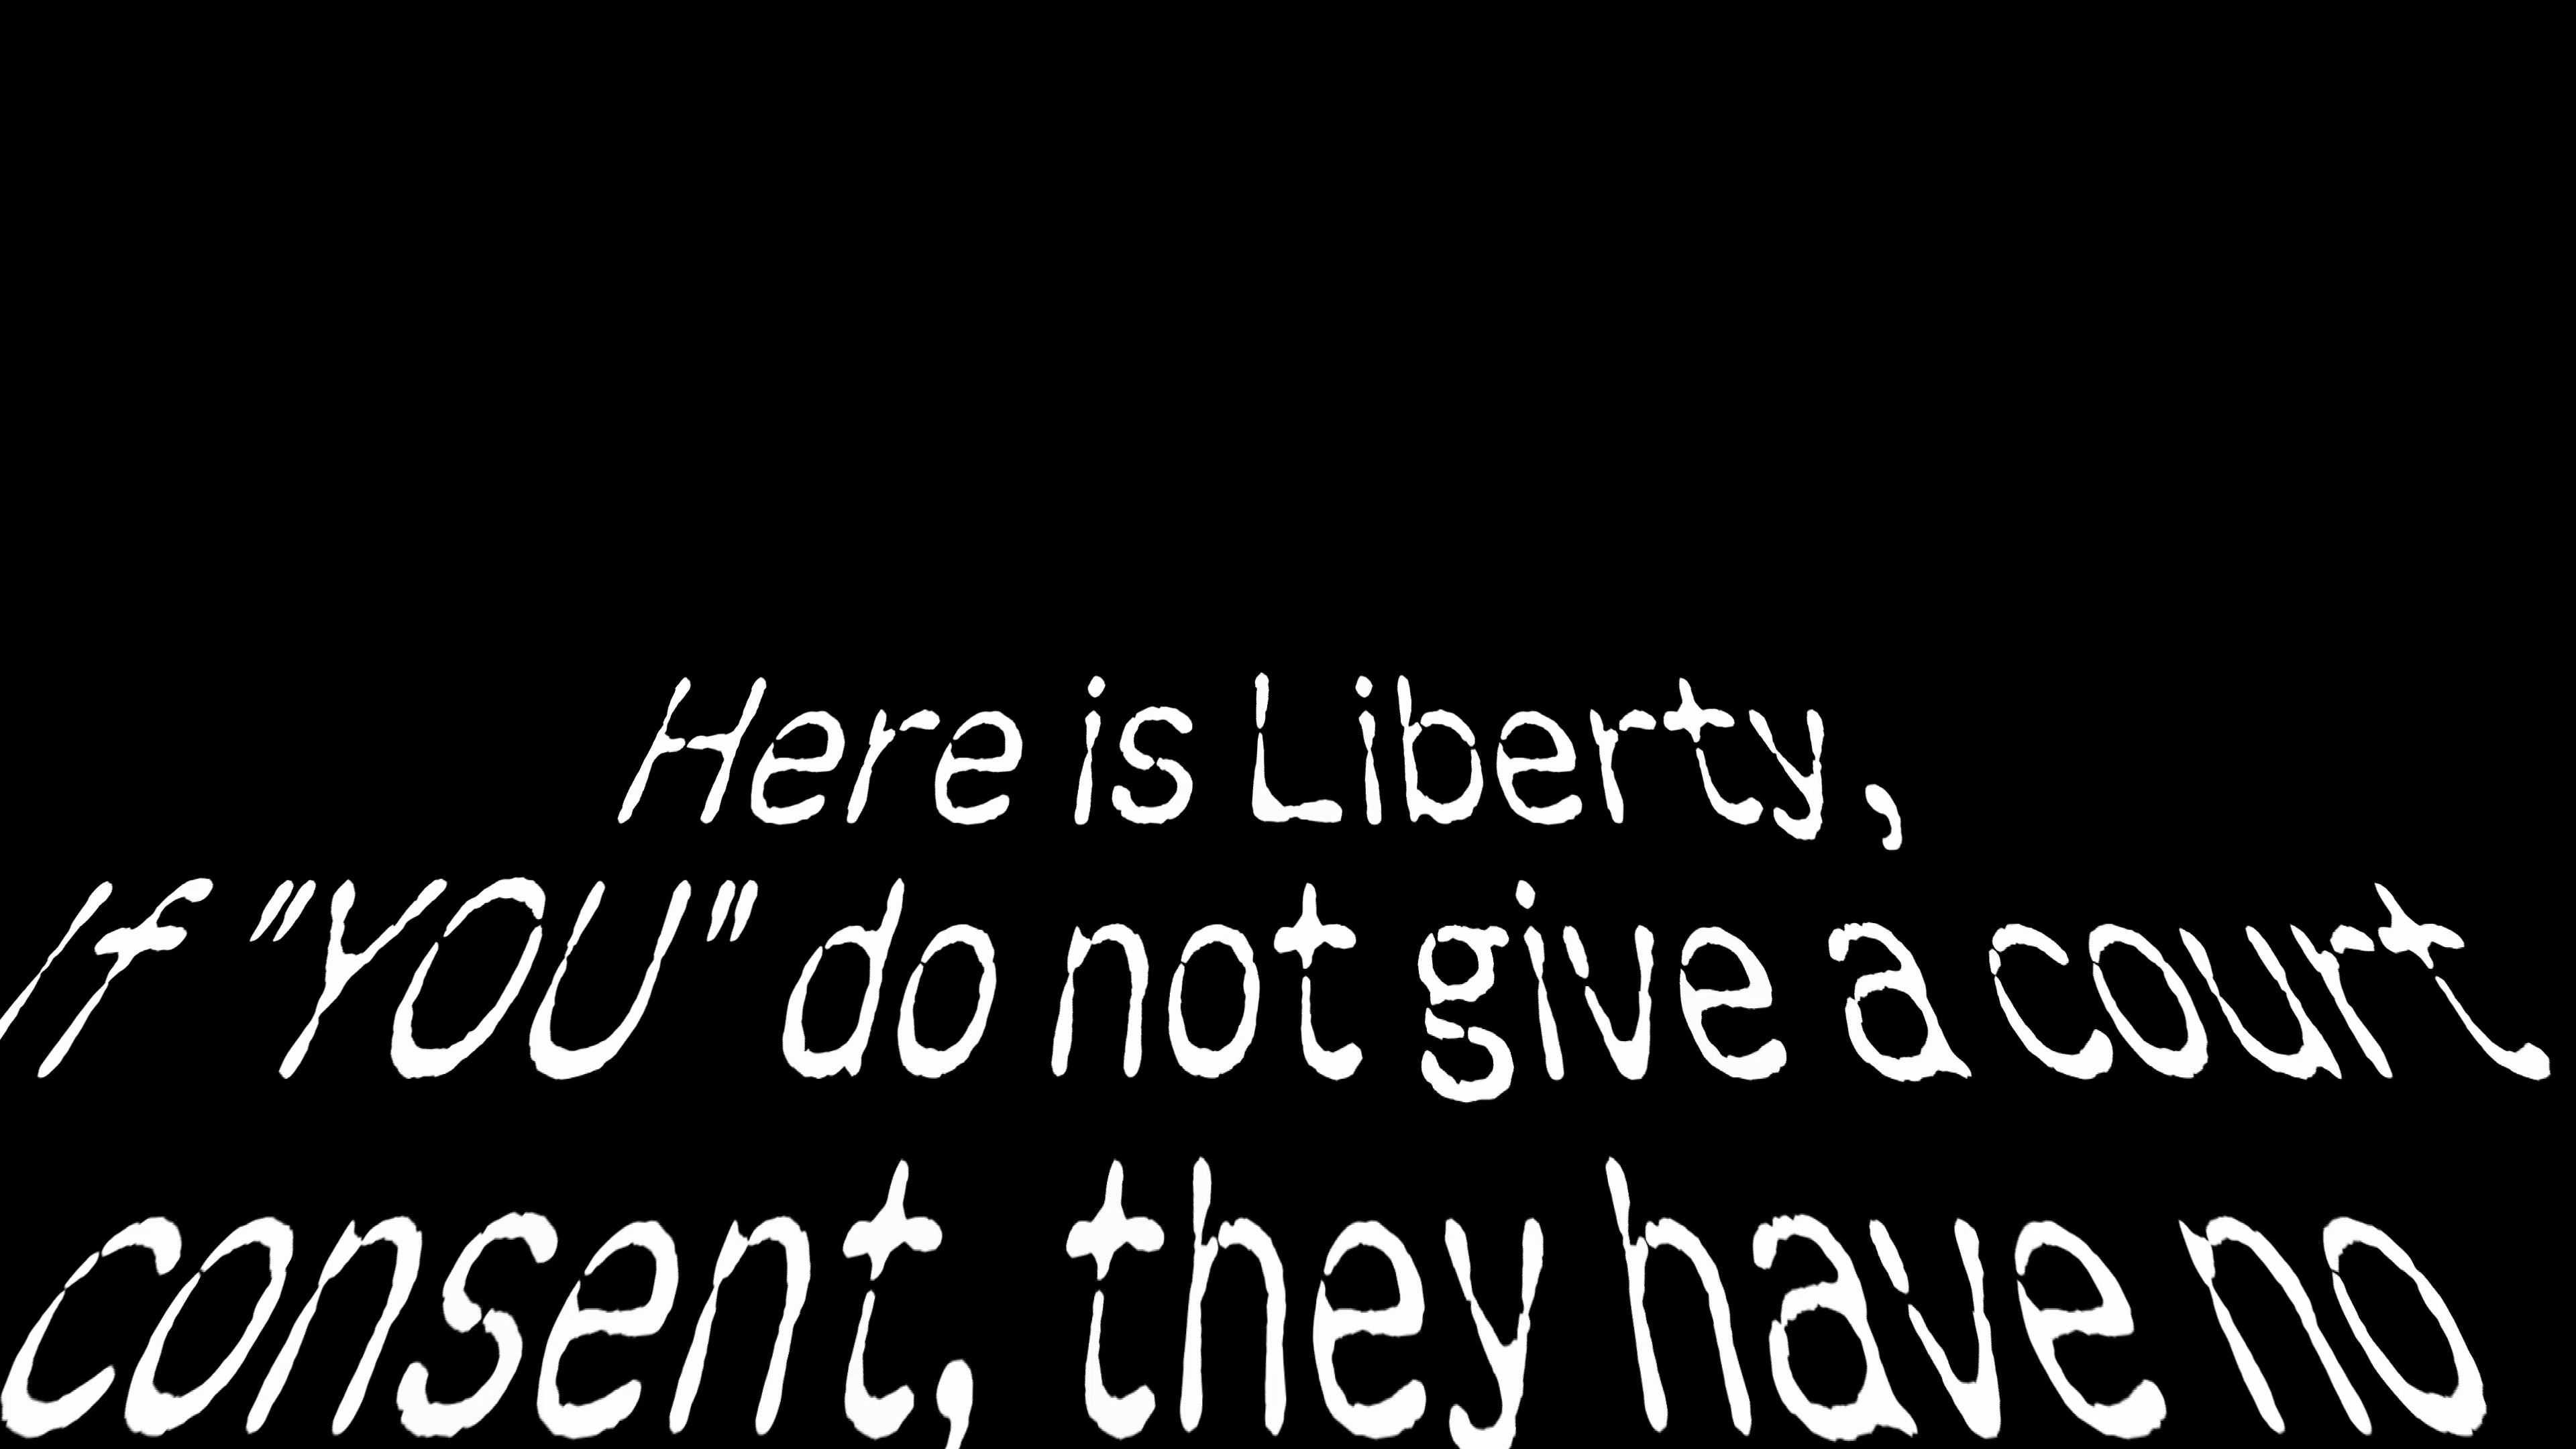 Here is Liberty,
If "YOU" do not give a court
consent, they have no